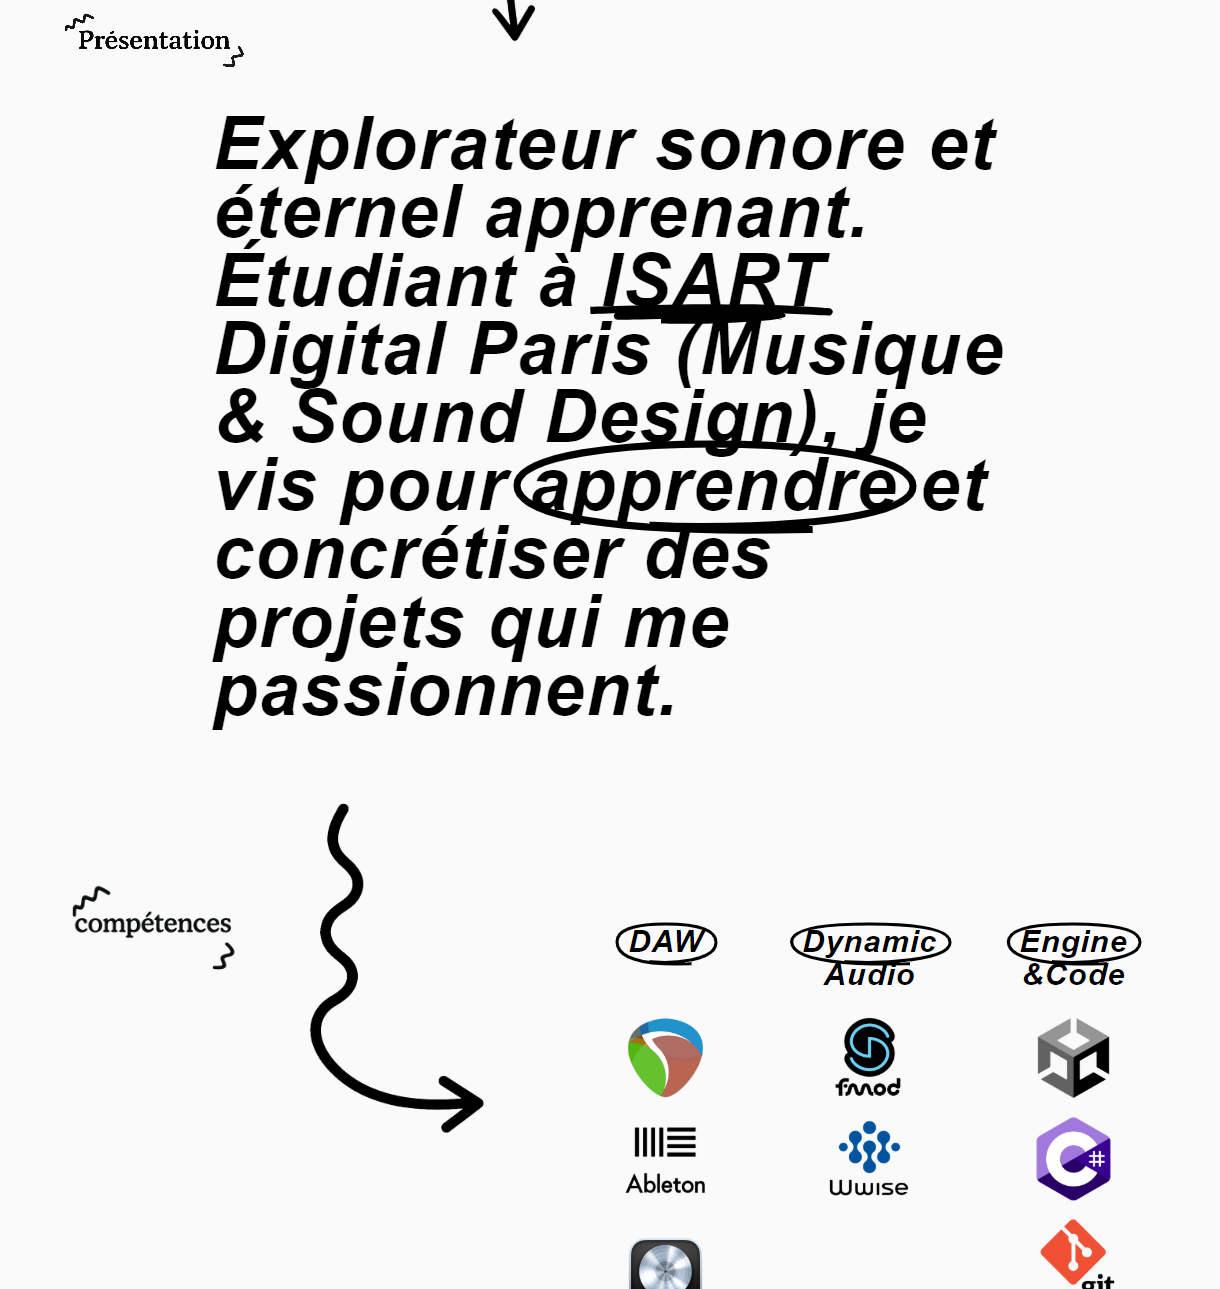 Présentation
Explorateur sonore et
éternel apprenant.
Étudiant à ISART
Digital Paris (Musique
& Sound Design), je
vis pour apprendre et
concrétiser des
projets qui me
passionnent.
compétences
DAW
Dynamic
Audio
Engine
&Code
fmod
C#
Ableton
Wwise
git